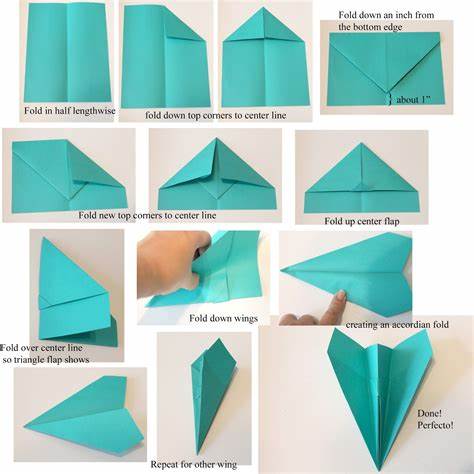 Fold in half lengthwise
fold down top corners to center line
Fold down an inch from
the bottom edge
about 1"
Fold new top corners to center line
Fold up center flap
Fold over center line
so triangle flap shows
Fold down wings
creating an accordian fold
Repeat for other wing
Done!
Perfecto!